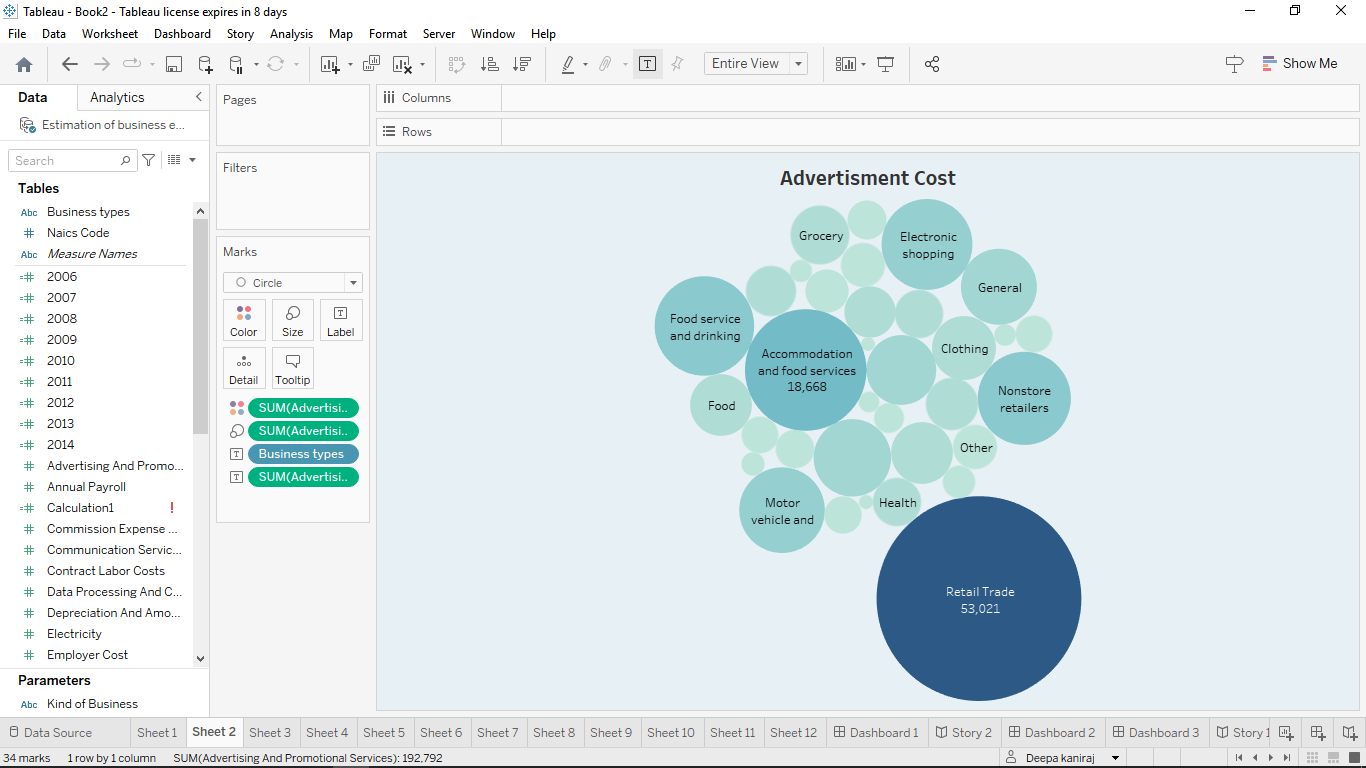 Tableau - Book2 - Tableau license expires in 8 days
File Data Worksheet Dashboard Story Analysis Map Format Server Window Help
Entire View
Show Me
Data Analytics
Estimation of business e...
Search
Tables
Abc Business types
Naics Code
Abc Measure Names
2006
2007
2008
2009
2010
2011
2012
2013
2014
Advertising And Promo...
Annual Payroll
Calculation1 !
Commission Expense ...
Communication Servic...
Contract Labor Costs
Data Processing And C...
Depreciation And Amo...
Electricity
Employer Cost
Parameters
Abc Kind of Business
Pages
Filters
Marks
Circle
Color Size Label
Detail Tooltip
SUM(Advertisi..
SUM(Advertisi..
Business types
SUM(Advertisi..
Columns
Rows
Advertisment Cost
Grocery
Electronic
shopping
General
Food service
and drinking
Accommodation
and food services
18,668
Clothing
Nonstore
retailers
Food
Other
Motor
vehicle and
Health
Retail Trade
53,021
Data Source Sheet 1 Sheet 2 Sheet 3 Sheet 4 Sheet 5 Sheet 6 Sheet 7 Sheet 8 Sheet 9 Sheet 10 Sheet 11 Sheet 12 Dashboard 1 Story 2 Dashboard 2 Dashboard 3 Story 1
34 marks 1 row by 1 column SUM(Advertising And Promotional Services): 192,792 Deepa kaniraj